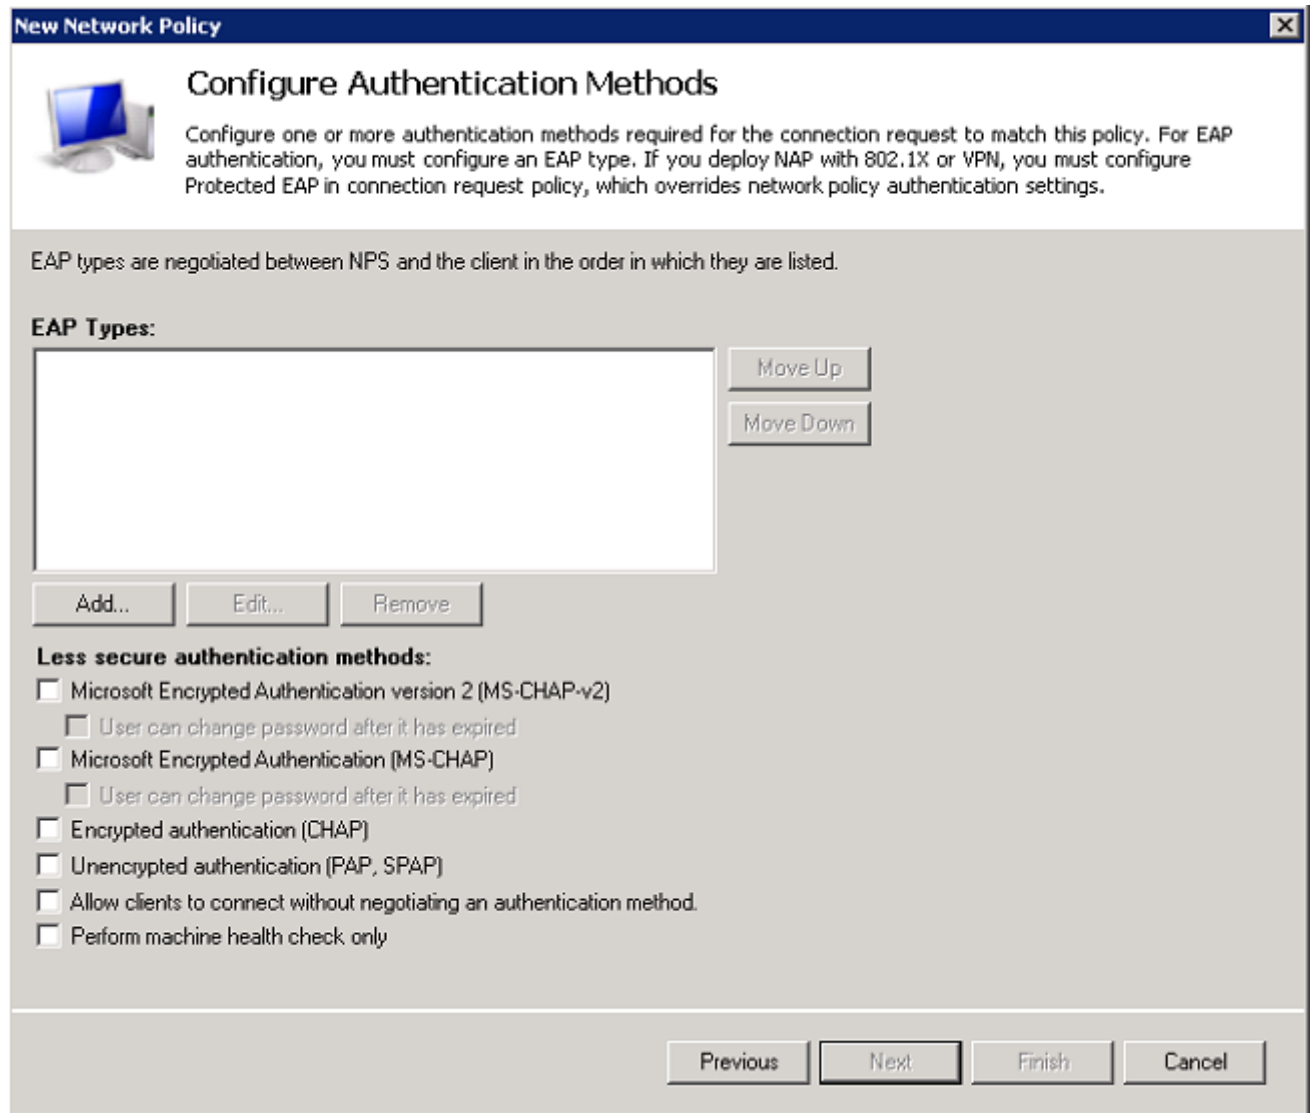 New Network Policy
Configure Authentication Methods
Configure one or more authentication methods required for the connection request to match this policy. For EAP
authentication, you must configure an EAP type. If you deploy NAP with 802.1X or VPN, you must configure
Protected EAP in connection request policy, which overrides network policy authentication settings.
EAP types are negotiated between NPS and the client in the order in which they are listed.
EAP Types:
Move Up
Move Down
Add...
Edit...
Remove
Less secure authentication methods:
Microsoft Encrypted Authentication version 2 (MS-CHAP-v2)
User can change password after it has expired
Microsoft Encrypted Authentication (MS-CHAP)
User can change password after it has expired
Encrypted authentication (CHAP)
Unencrypted authentication (PAP, SPAP)
Allow clients to connect without negotiating an authentication method.
Perform machine health check only
Previous
Next
Finish
Cancel